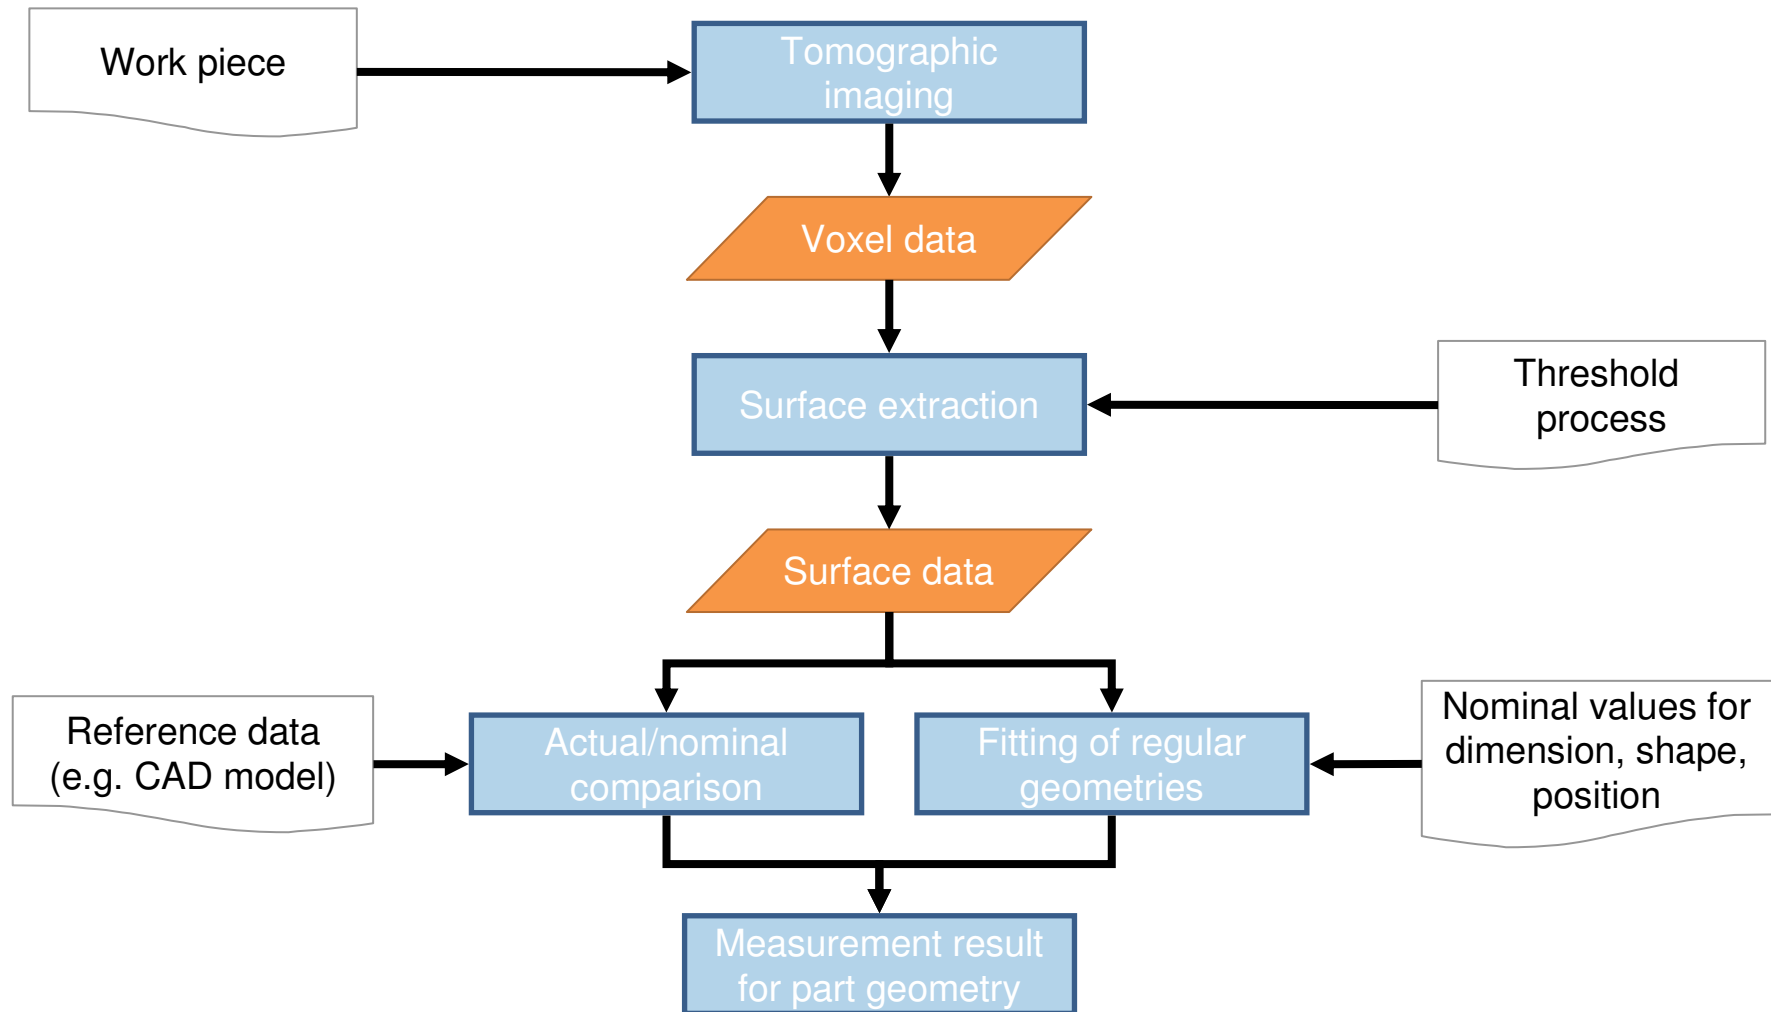 Work piece
Tomographic
imaging
Voxel data
Surface extraction
Threshold
process
Surface data
Reference data
(e.g. CAD model)
Actual/nominal
comparison
Fitting of regular
geometries
Nominal values for
dimension, shape,
position
Measurement result
for part geometry